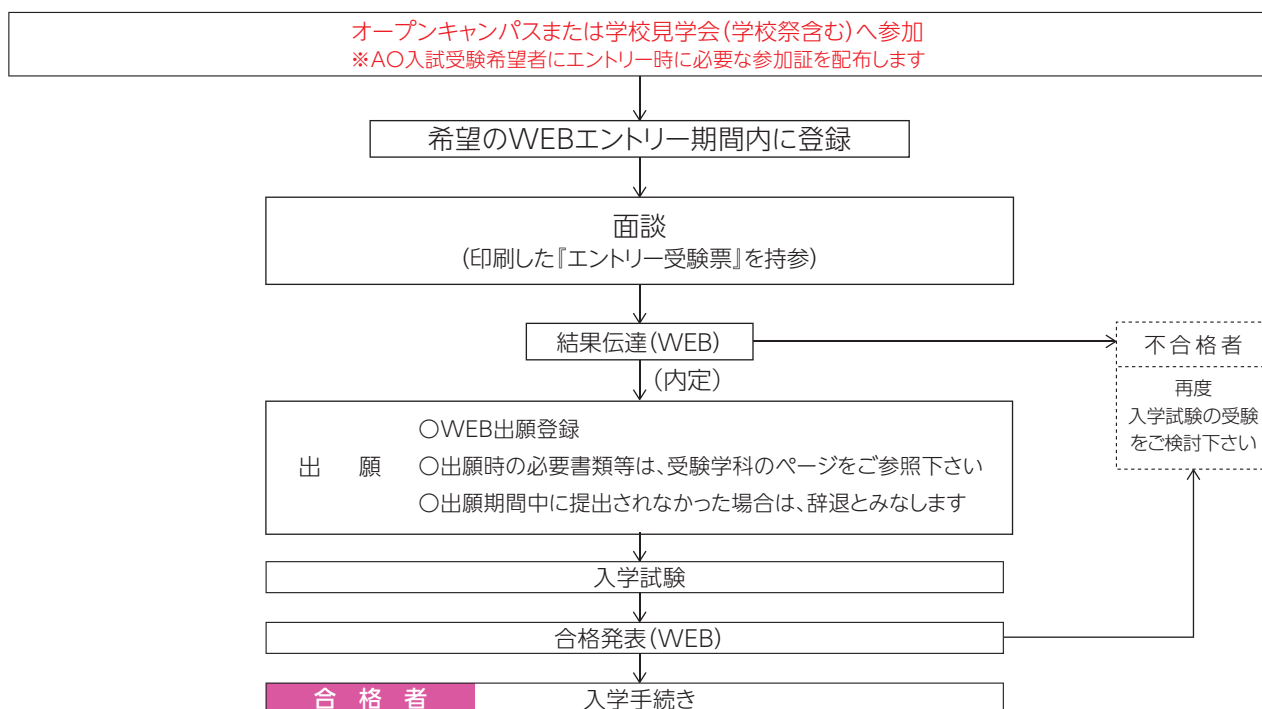 オープンキャンパスまたは学校見学会(学校祭含む)へ参加
※AO入試受験希望者にエントリー時に必要な参加証を配布します
希望のWEBエントリー期間内に登録
面談
(印刷した『エントリー受験票』を持参)
結果伝達(WEB)
(内定)
不合格者
再度
入学試験の受験
をご検討下さい
出　願
○WEB出願登録
○出願時の必要書類等は、受験学科のページをご参照下さい
○出願期間中に提出されなかった場合は、辞退とみなします
入学試験
合格発表(WEB)
合 格 者　入学手続き